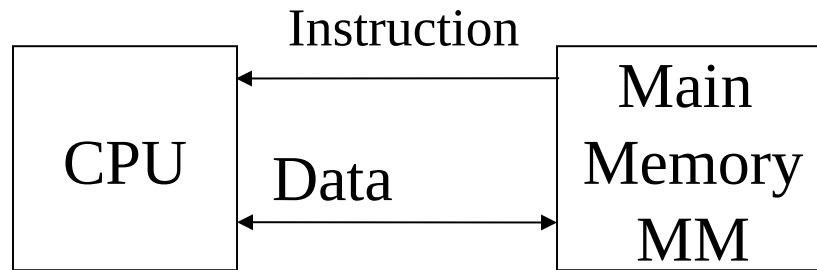 Instruction
CPU
Data
Main
Memory
MM